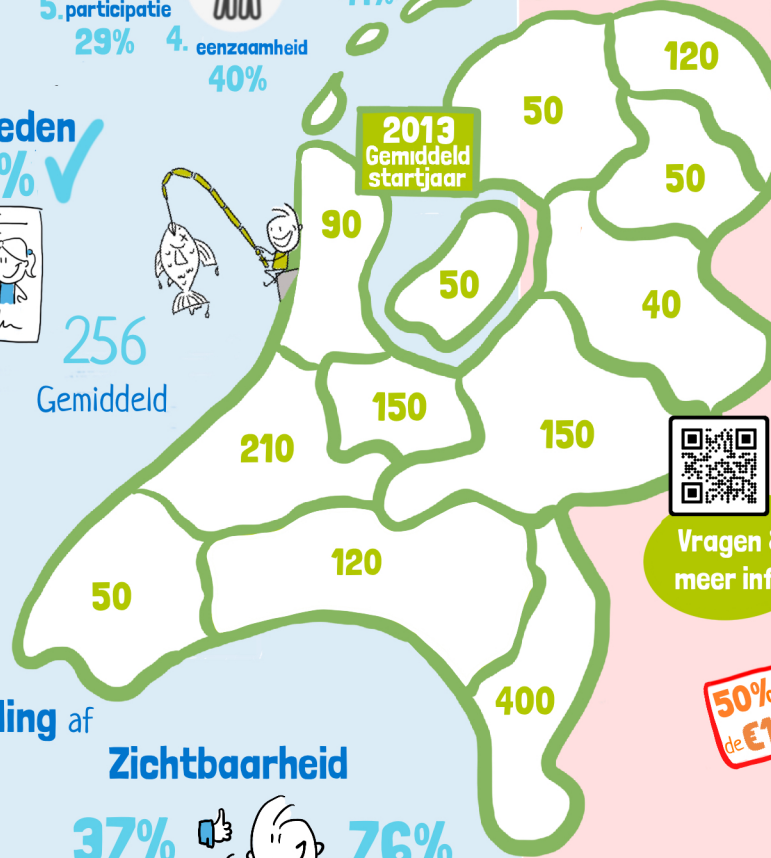 5. participatie
29%
4. eenzaamheid
40%
eden
%
256
Gemiddeld
2013
Gemiddeld
startjaar
120
50
50
90
50
40
150
210
150
120
50
400
Vragen
meer inf
50%
de €1
ling af
Zichtbaarheid
37%
76%